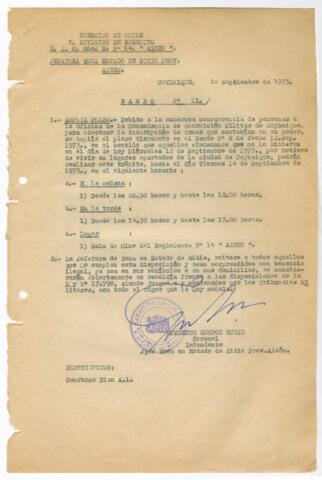 EJERCITO DE CHILE
V. DIVISION DE EJERCITO
R. I. M. Sds. R. Nº 14. " AYSEN ".
JEFATURA ZONA ESTADO DE SITIO PROV.
AISEN.
COYHAIQUE, de Septiembre de 1973.
B A N D O Nº 11./
1.- AMPLIA PLAZO.- Debido a la numerosa concurrencia de personas a
la Oficina de la Comandancia de Guarnición Militar de Coyhaique,
para efectuar la inscripción de armas que mantenían en su poder,
se amplía el plazo dispuesto en el Bando Nº 8 de fecha 12.Sep.
1973., en el sentido que aquellos ciudadanos que no lo hicieron
en el día de hoy Miércoles 12 de Septiembre de 1973., por motivos
de vivir en lugares apartados de la ciudad de Coyhaique, podrán
realizar este trámite, hasta el día Viernes 14 de Septiembre de
1973., en el siguiente horario :
a.- En la mañana :
1) Desde las 08.30 horas y hasta las 12.00 horas.
b.- En la tarde :
1) Desde las 14.30 horas y hasta las 17.00 horas.
c.- Lugar :
1) Sala de Cine del Regimiento Nº 14 " AYSEN ".
2.- La Jefatura de Zona en Estado de Sitio, reitera a todos aquellos
que no cumplan esta disposición y sean sorprendidos con tenencia
ilegal, ya sea en sus vehículos o en sus domicilios, se conside-
rarán abiertamente en rebeldía frente a las disposiciones de la
Ley Nº 17.798, siendo juzgados y sancionados por los Tribunales Mi
litares, con todo el rigor que la Ley señala.
HUMBERTO GORDON RUBIO
Coronel
Intendente
Jefe Zona en Estado de Sitio Prov.Aisén.
DISTRIBUCION:
Conforme Plan A.1.